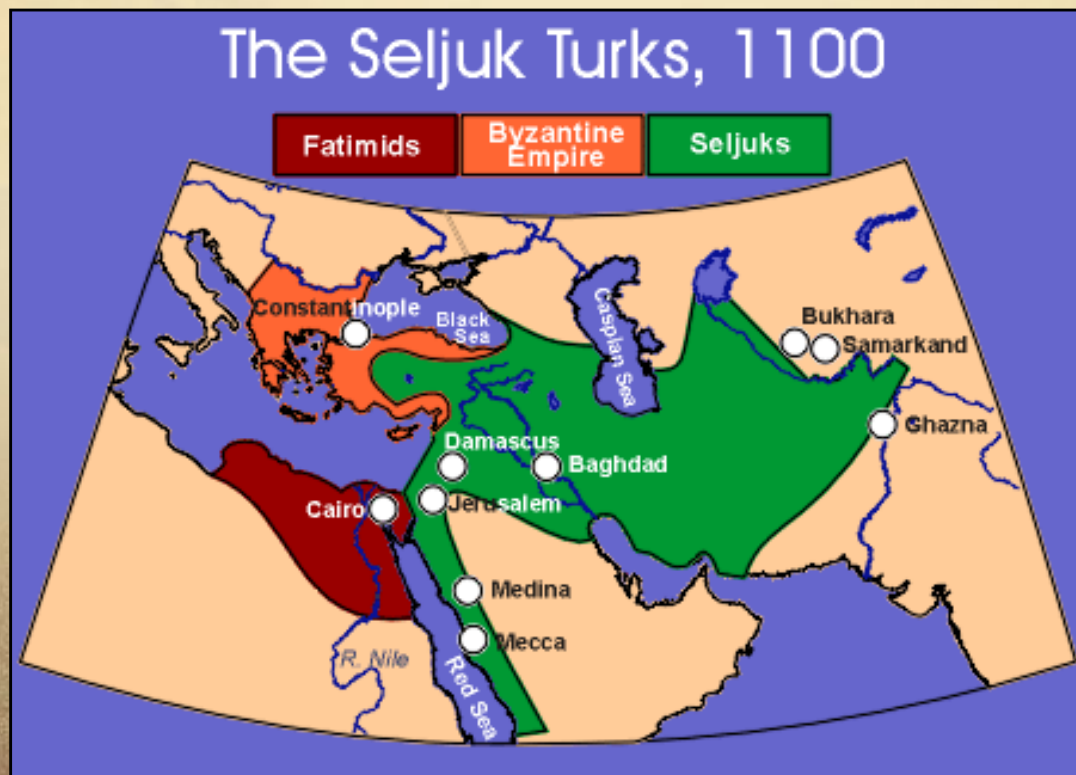 The Seljuk Turks, 1100
Fatimids
Byzantine
Empire
Seljuks
Constantinople
Black
Sea
Caspian Sea
Bukhara
Samarkand
Ghazna
Damascus
Baghdad
Jerusalem
Cairo
Medina
Mecca
R. Nile
Red Sea